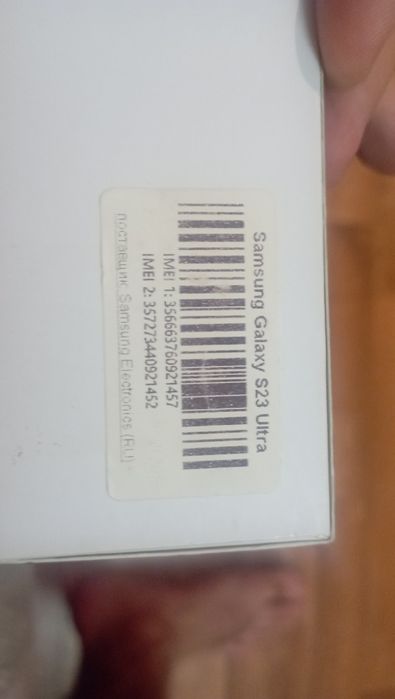 Samsung Galaxy S23 Ultra
IMEI 1: 356663760921457
IMEI 2: 357273440921452
поставщик Samsung Electronics (RU)